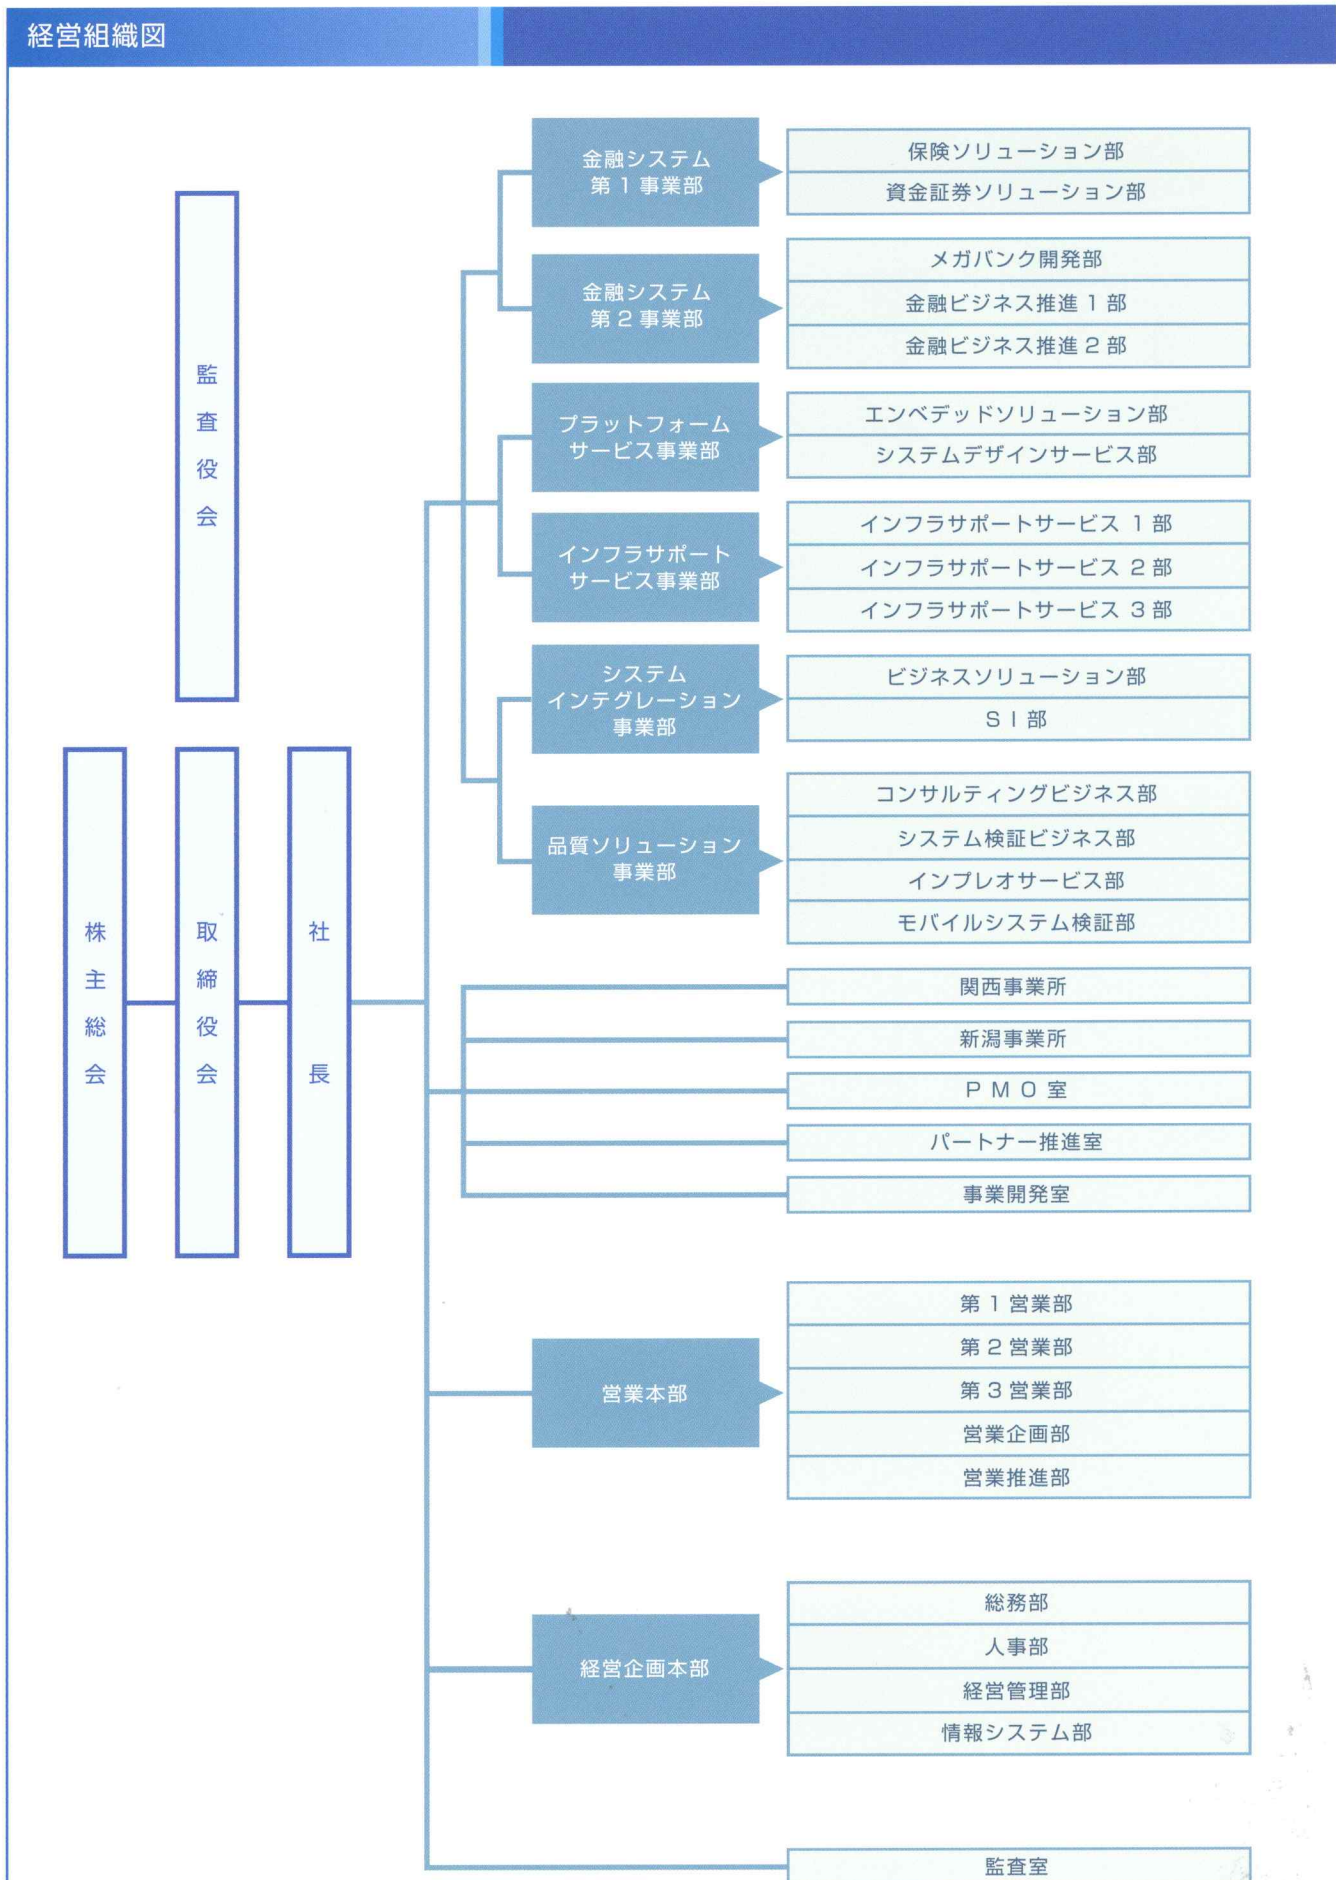 経営組織図
監査役会
株主総会
取締役会
社長
金融システム
第1事業部
保険ソリューション部
資金証券ソリューション部
金融システム
第2事業部
メガバンク開発部
金融ビジネス推進1部
金融ビジネス推進2部
プラットフォーム
サービス事業部
エンベデッドソリューション部
システムデザインサービス部
インフラサポート
サービス事業部
インフラサポートサービス 1部
インフラサポートサービス 2部
インフラサポートサービス 3部
システム
インテグレーション
事業部
ビジネスソリューション部
SI部
品質ソリューション
事業部
コンサルティングビジネス部
システム検証ビジネス部
インプレオサービス部
モバイルシステム検証部
関西事業所
新潟事業所
PMO室
パートナー推進室
事業開発室
営業本部
第1営業部
第2営業部
第3営業部
営業企画部
営業推進部
経営企画本部
総務部
人事部
経営管理部
情報システム部
監査室